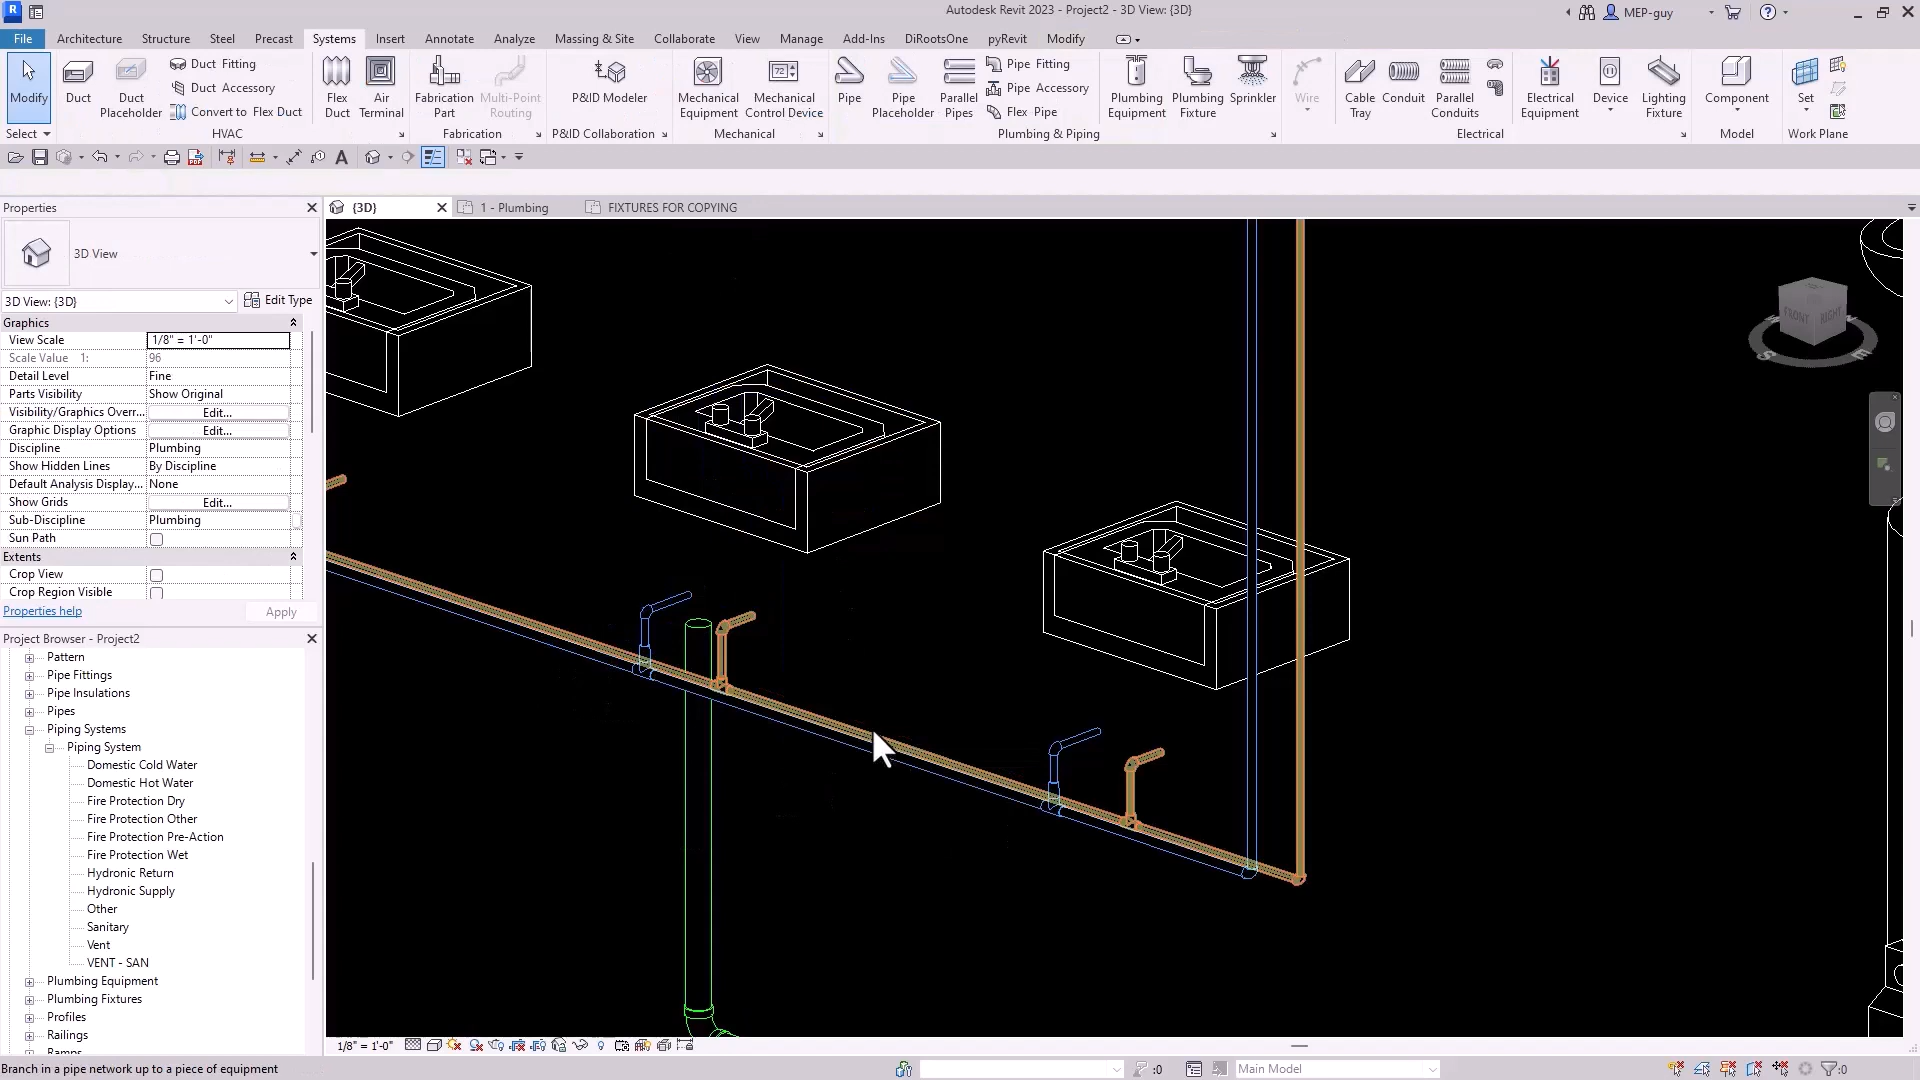 R
Autodesk Revit 2023 - Project2 - 3D View: {3D}
MEP-guy
File Architecture Structure Steel Precast Systems Insert Annotate Analyze Massing & Site Collaborate View Manage Add-Ins DiRootsOne pyRevit Modify
Modify
Duct
Duct Placeholder
Duct Fitting
Duct Accessory
Convert to Flex Duct
Flex Duct
Air Terminal
Fabrication Part
Multi-Point Routing
P&ID Modeler
72
Mechanical Equipment
Mechanical Control Device
Pipe
Pipe Placeholder
Parallel Pipes
Pipe Fitting
Pipe Accessory
Flex Pipe
Plumbing Equipment
Plumbing Fixture
Sprinkler
Wire
Cable Tray
Conduit
Parallel Conduits
Electrical Equipment
Device
Lighting Fixture
Component
Set
Select HVAC Fabrication P&ID Collaboration Mechanical Plumbing & Piping Electrical Model Work Plane
Properties
{3D} 1 - Plumbing FIXTURES FOR COPYING
3D View
3D View: {3D} Edit Type
Graphics
View Scale 1/8" = 1'-0"
Scale Value 1: 96
Detail Level Fine
Parts Visibility Show Original
Visibility/Graphics Overr... Edit...
Graphic Display Options Edit...
Discipline Plumbing
Show Hidden Lines By Discipline
Default Analysis Display... None
Show Grids Edit...
Sub-Discipline Plumbing
Sun Path
Extents
Crop View
Crop Region Visible
Properties help Apply
Project Browser - Project2
Pattern
Pipe Fittings
Pipe Insulations
Pipes
Piping Systems
Piping System
Domestic Cold Water
Domestic Hot Water
Fire Protection Dry
Fire Protection Other
Fire Protection Pre-Action
Fire Protection Wet
Hydronic Return
Hydronic Supply
Other
Sanitary
Vent
VENT - SAN
Plumbing Equipment
Plumbing Fixtures
Profiles
Railings
Ramps
FRONT RIGHT
S E
1/8" = 1'-0"
Branch in a pipe network up to a piece of equipment
:0
Main Model
:0